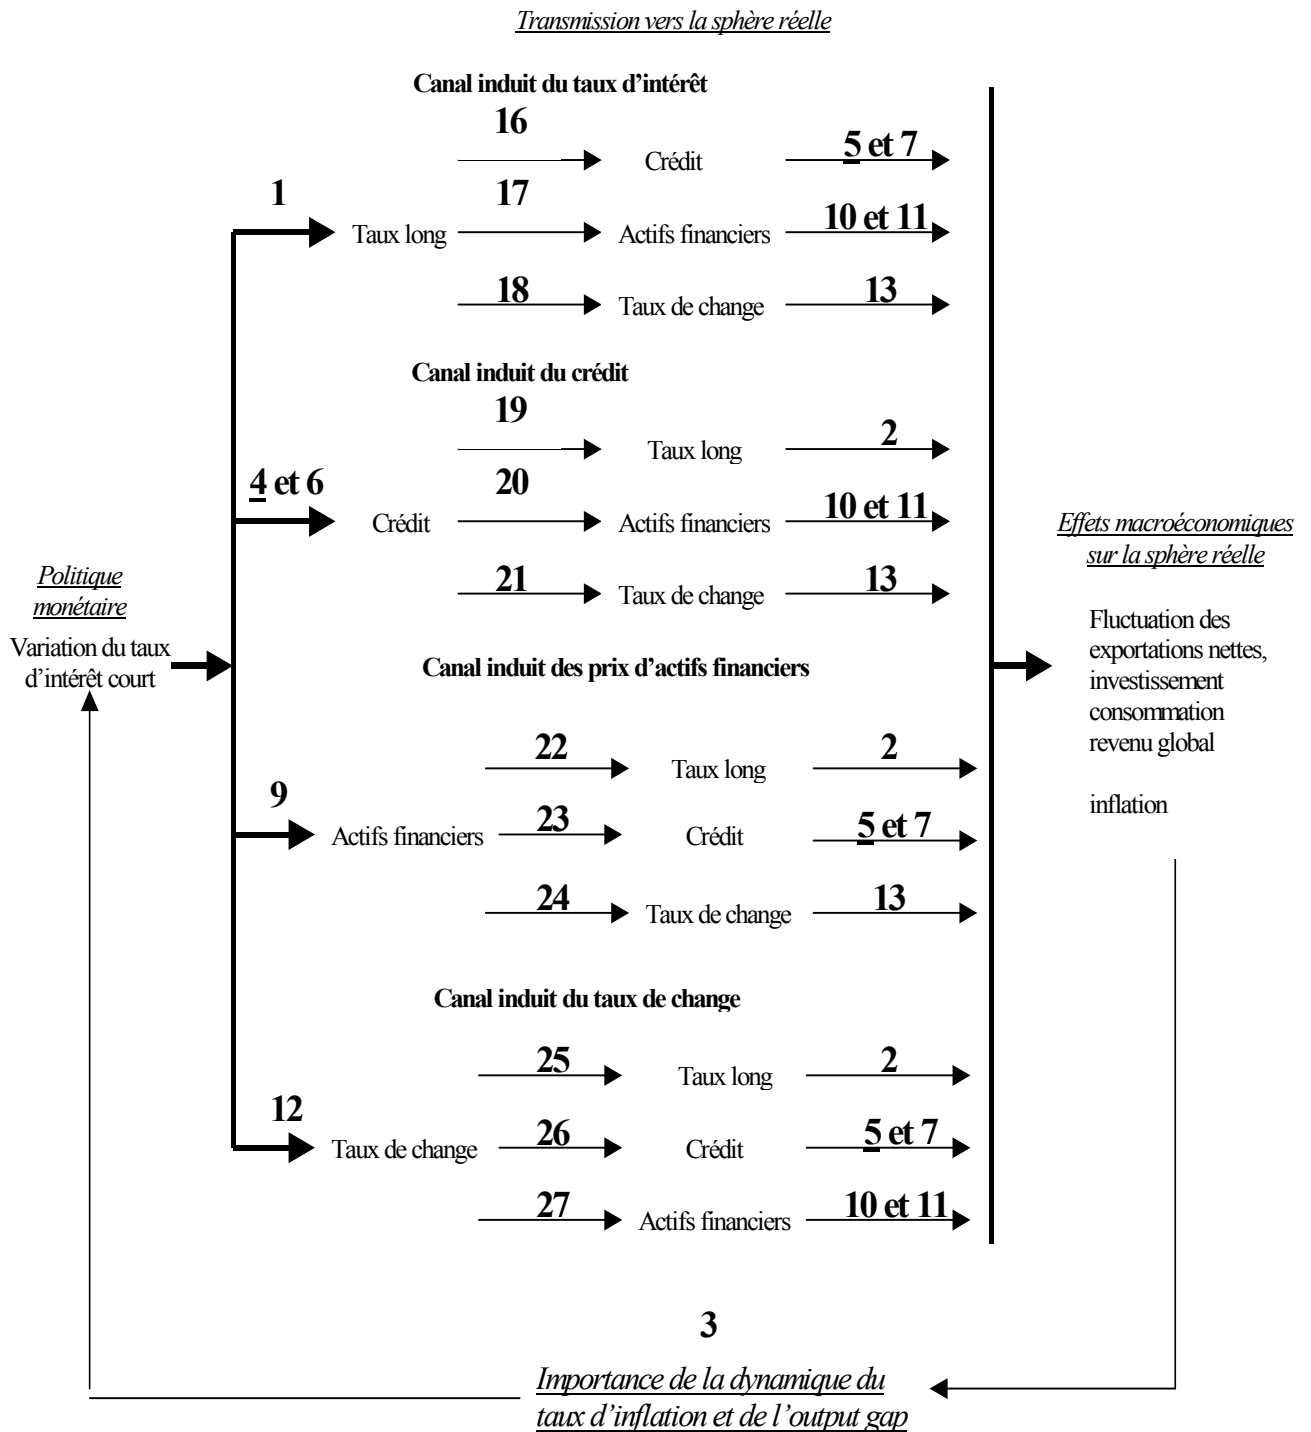 Transmission vers la sphère réelle
Canal induit du taux d'intérêt
16
Crédit
5 et 7
1
Taux long
17
Actifs financiers
10 et 11
18
Taux de change
13
Canal induit du crédit
19
Taux long
2
4 et 6
Crédit
20
Actifs financiers
10 et 11
21
Taux de change
13
Politique
monétaire
Variation du taux
d'intérêt court
Canal induit des prix d'actifs financiers
22
Taux long
2
9
Actifs financiers
23
Crédit
5 et 7
24
Taux de change
13
Canal induit du taux de change
25
Taux long
2
12
Taux de change
26
Crédit
5 et 7
27
Actifs financiers
10 et 11
Effets macroéconomiques
sur la sphère réelle
Fluctuation des
exportations nettes,
investissement
consommation
revenu global
inflation
3
Importance de la dynamique du
taux d'inflation et de l'output gap